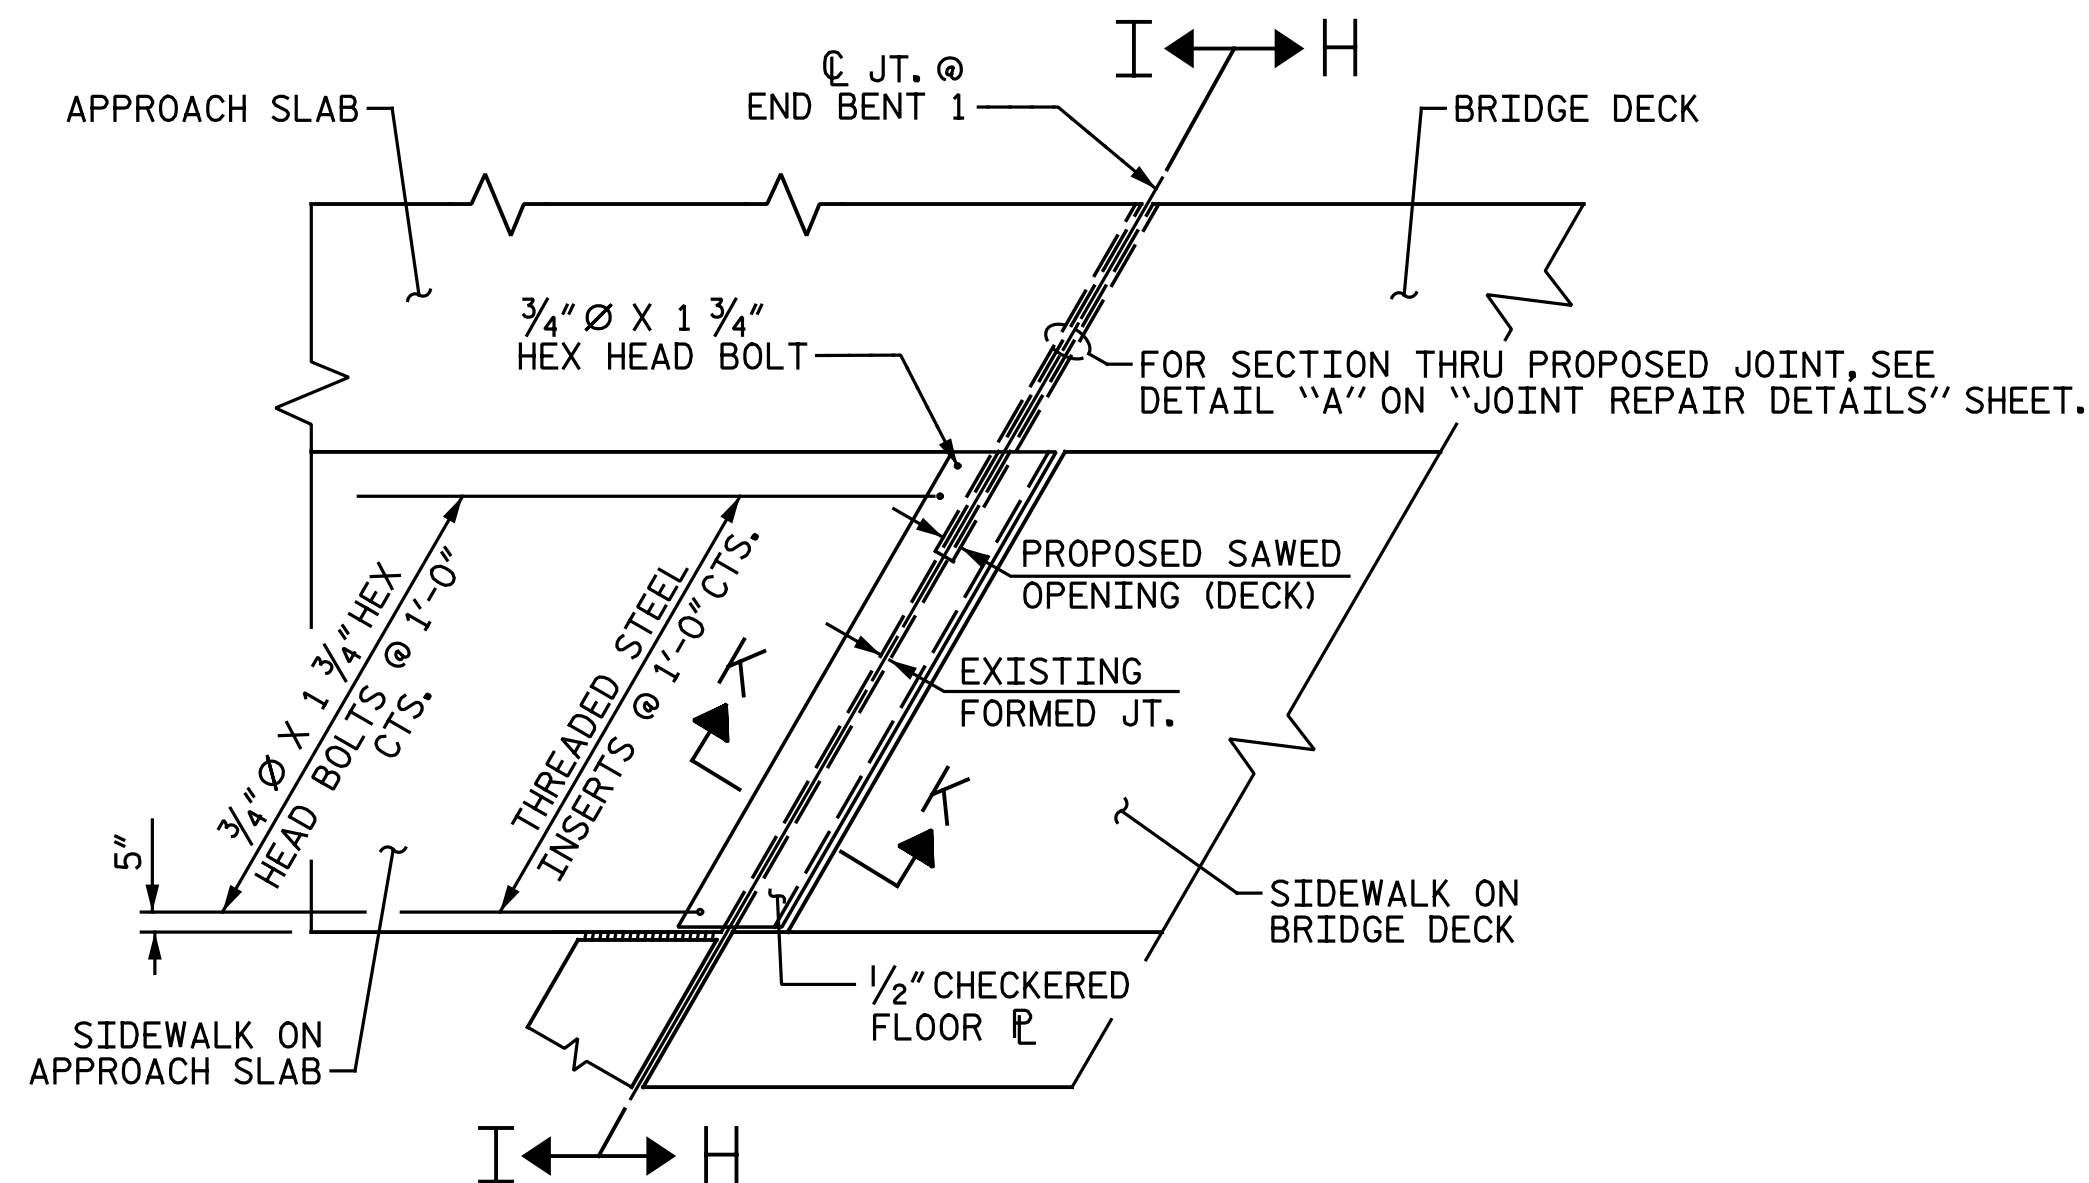 I H
℄ JT. @
END BENT 1
APPROACH SLAB
BRIDGE DECK
3/4" Ø X 1 3/4"
HEX HEAD BOLT
FOR SECTION THRU PROPOSED JOINT, SEE
DETAIL "A" ON "JOINT REPAIR DETAILS" SHEET.
PROPOSED SAWED
OPENING (DECK)
3/4" Ø X 1 3/4" HEX
HEAD BOLTS @ 1'-0"
CTS.
THREADED STEEL
INSERTS @ 1'-0" CTS.
K
EXISTING
FORMED JT.
K
5"
SIDEWALK ON
BRIDGE DECK
1/2" CHECKERED
FLOOR ⅊
SIDEWALK ON
APPROACH SLAB
I H